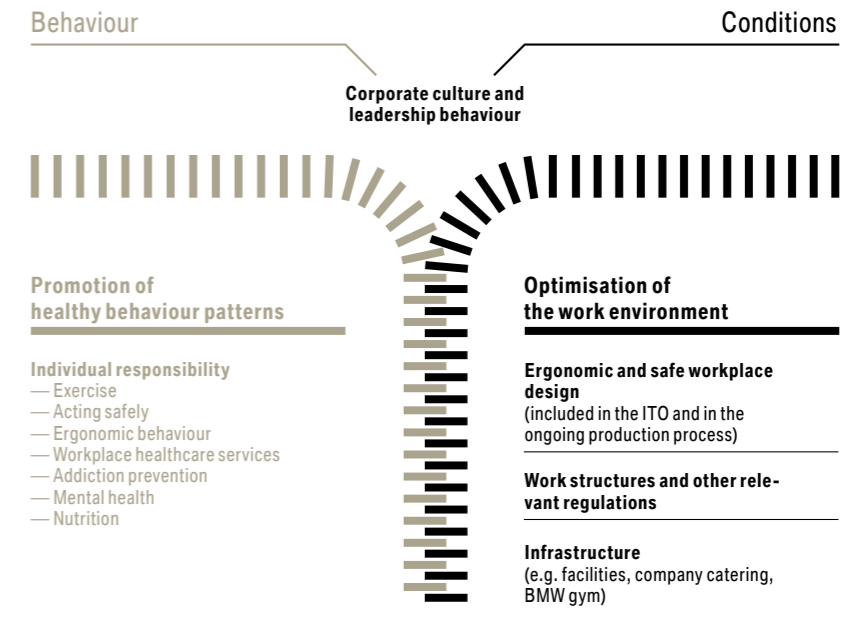 Behaviour
Conditions
Corporate culture and
leadership behaviour
Promotion of
healthy behaviour patterns
Individual responsibility
— Exercise
— Acting safely
— Ergonomic behaviour
— Workplace healthcare services
— Addiction prevention
— Mental health
— Nutrition
Optimisation of
the work environment
Ergonomic and safe workplace
design
(included in the ITO and in the
ongoing production process)
Work structures and other rele-
vant regulations
Infrastructure
(e.g. facilities, company catering,
BMW gym)